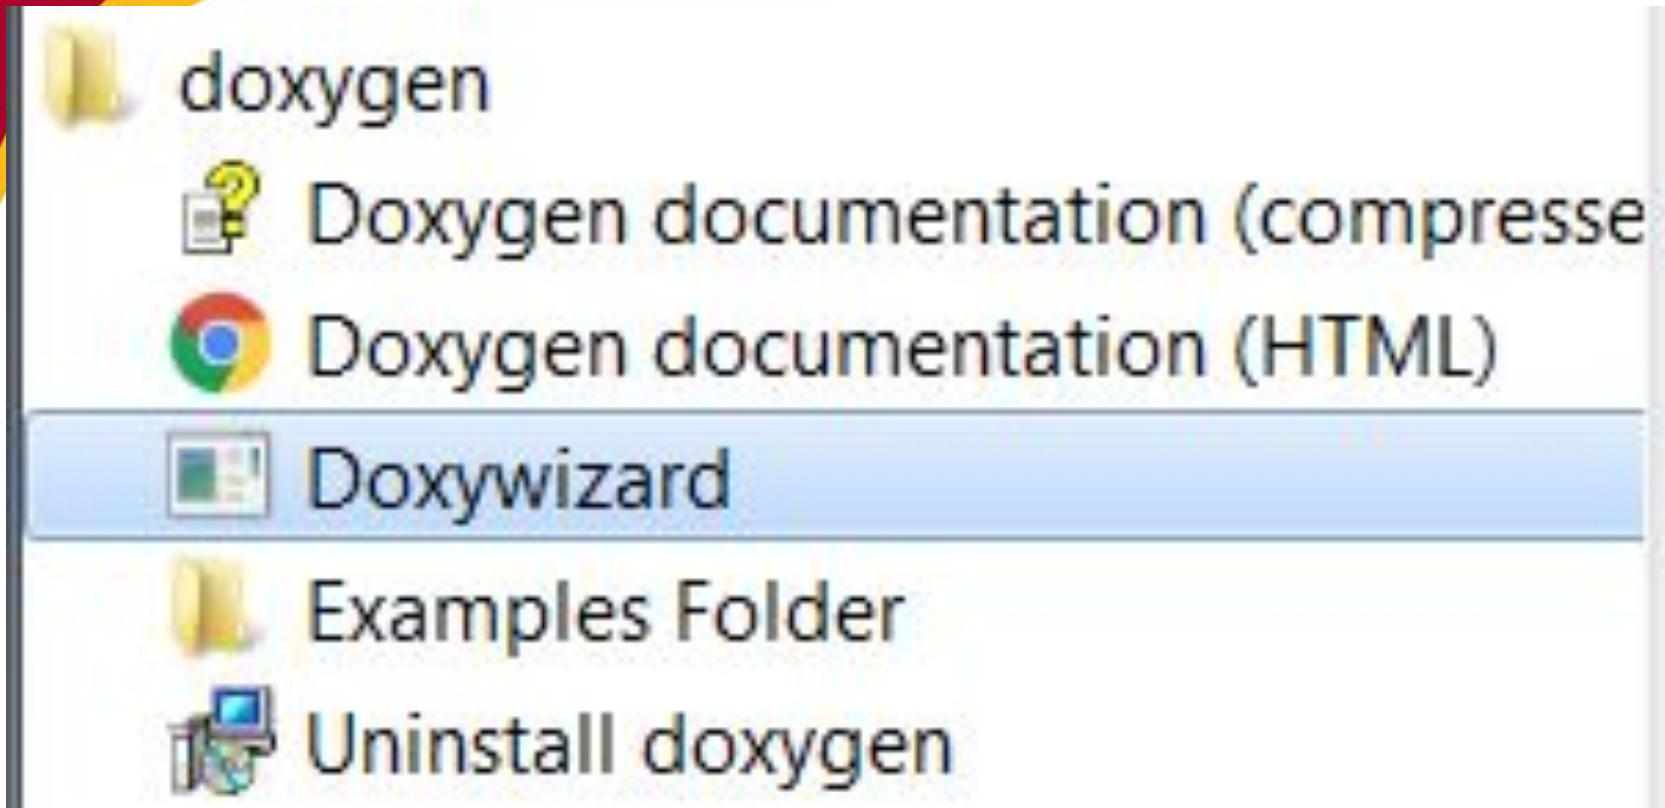 doxygen
Doxygen documentation (compresse
Doxygen documentation (HTML)
Doxywizard
Examples Folder
Uninstall doxygen